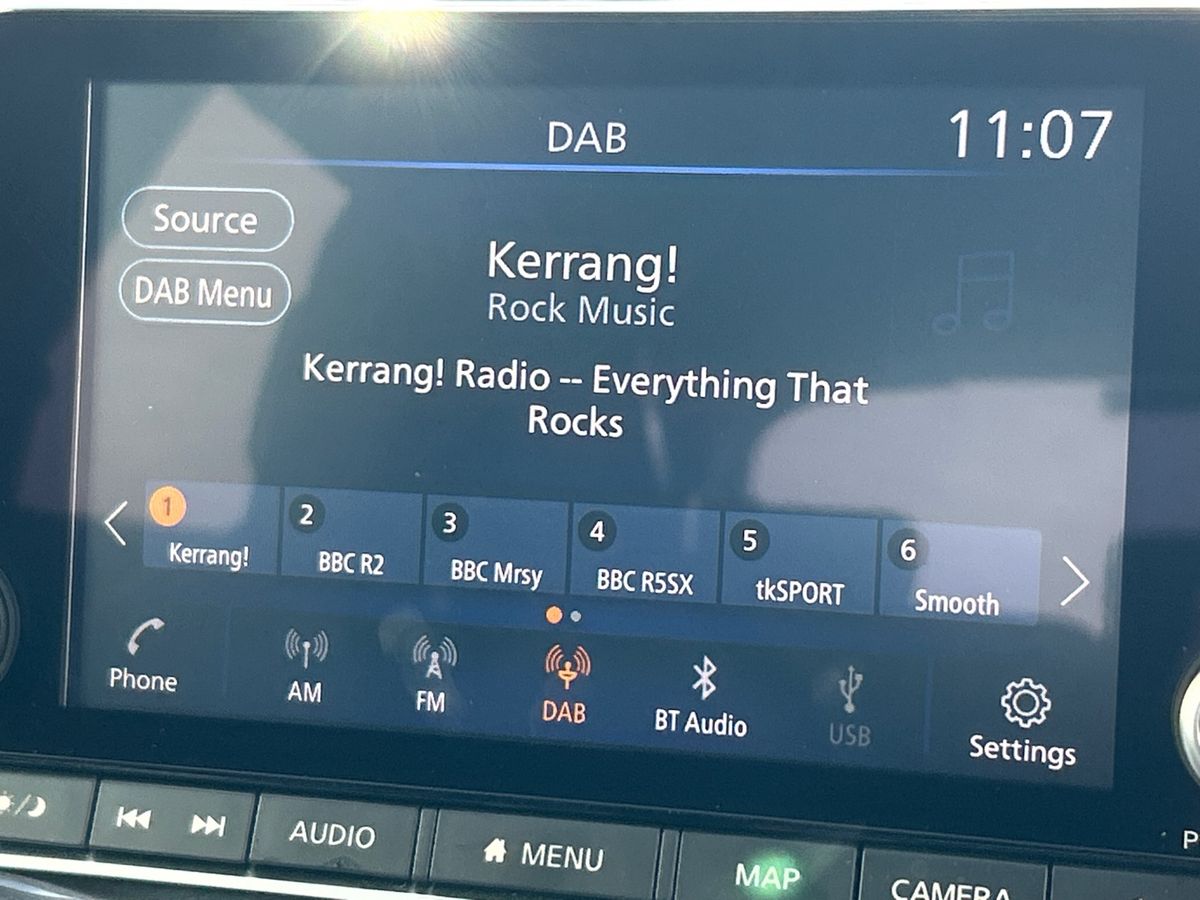 DAB
11:07
Source
DAB Menu
Kerrang!
Rock Music
Kerrang! Radio -- Everything That
Rocks
1
Kerrang!
2
BBC R2
3
BBC Mrsy
4
BBC R5SX
5
tkSPORT
6
Smooth
Phone
AM
FM
DAB
BT Audio
USB
Settings
AUDIO
MENU
MAP
CAMERA
P